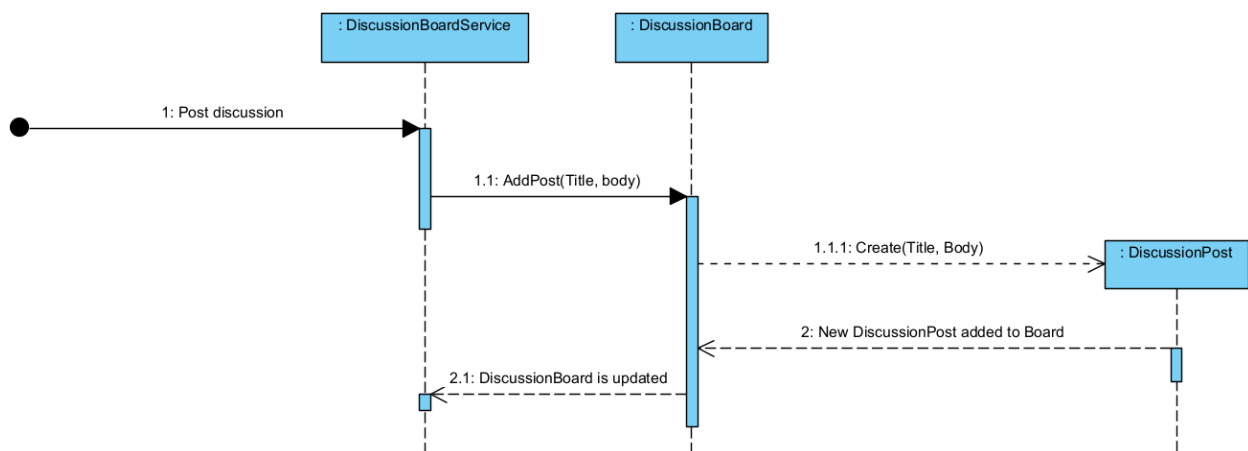 : DiscussionBoardService
: DiscussionBoard
1: Post discussion
1.1: AddPost(Title, body)
1.1.1: Create(Title, Body)
: DiscussionPost
2: New DiscussionPost added to Board
2.1: DiscussionBoard is updated